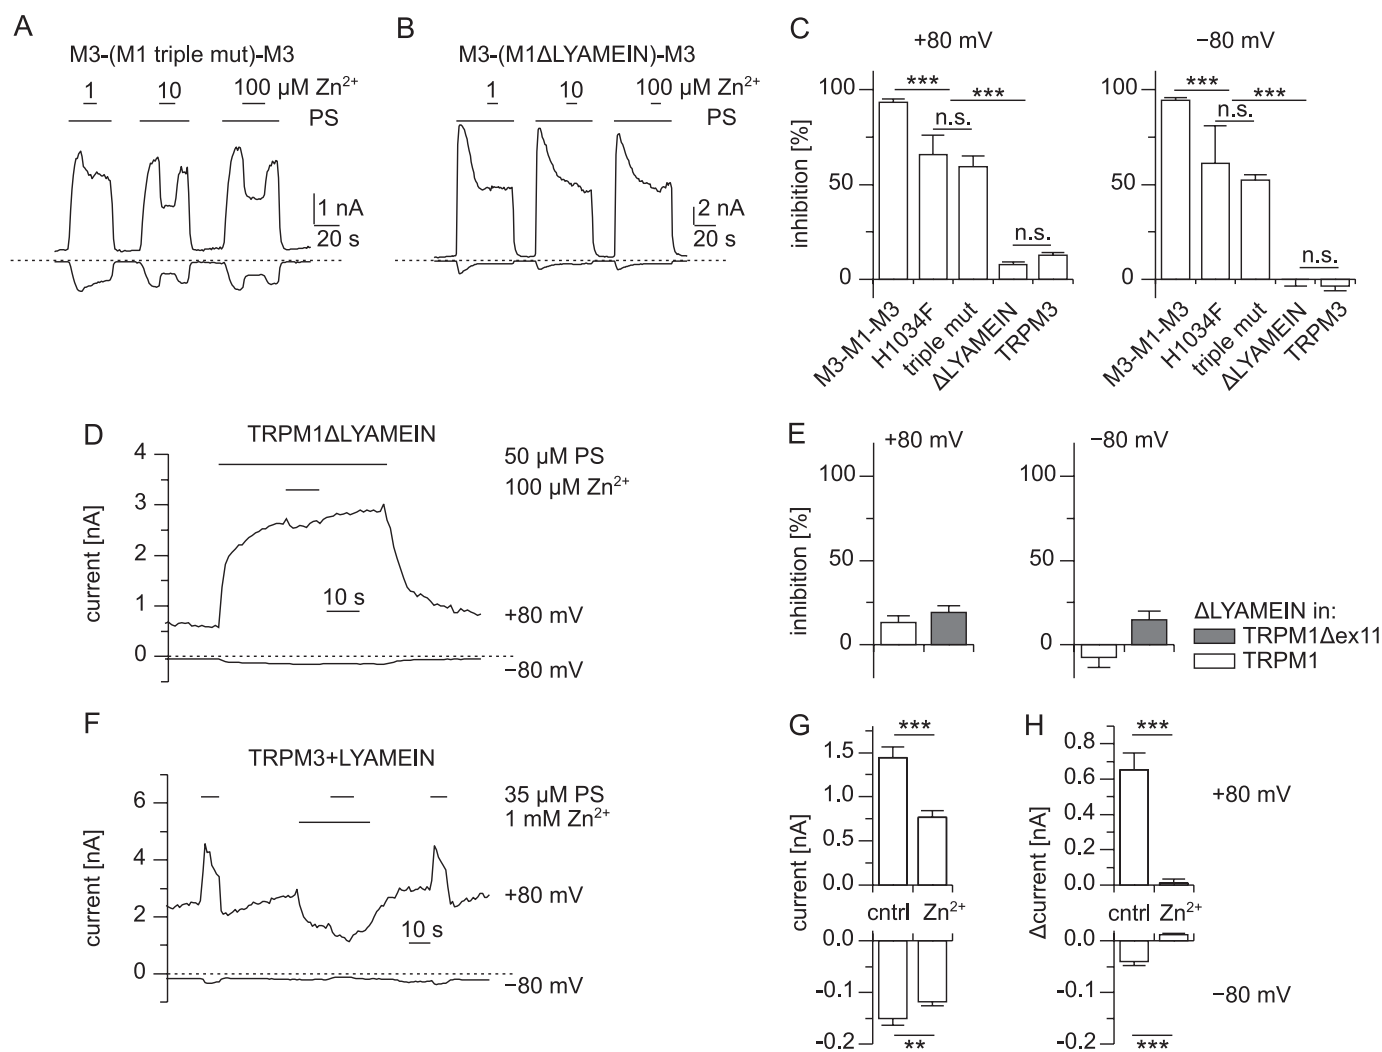 A
M3-(M1 triple mut)-M3
1 10 100 µM Zn²⁺
PS
1 nA
20 s
B
M3-(M1ΔLYAMEIN)-M3
1 10 100 µM Zn²⁺
PS
2 nA
20 s
C
+80 mV
inhibition [%]
100
50
0
***
***
n.s.
n.s.
M3-M1-M3
H1034F
triple mut
ΔLYAMEIN
TRPM3
−80 mV
100
50
0
***
***
n.s.
n.s.
M3-M1-M3
H1034F
triple mut
ΔLYAMEIN
TRPM3
D
TRPM1ΔLYAMEIN
current [nA]
4
3
2
1
0
50 µM PS
100 µM Zn²⁺
10 s
+80 mV
−80 mV
E
+80 mV
inhibition [%]
100
50
0
−80 mV
100
50
0
ΔLYAMEIN in:
TRPM1Δex11
TRPM1
F
TRPM3+LYAMEIN
current [nA]
6
4
2
0
35 µM PS
1 mM Zn²⁺
+80 mV
10 s
−80 mV
G
current [nA]
1.5
1.0
0.5
0.0
***
cntrl Zn²⁺
-0.0
-0.1
-0.2
**
H
Δcurrent [nA]
0.8
0.6
0.4
0.2
0.0
***
+80 mV
cntrl Zn²⁺
-0.0
-0.1
-0.2
***
−80 mV